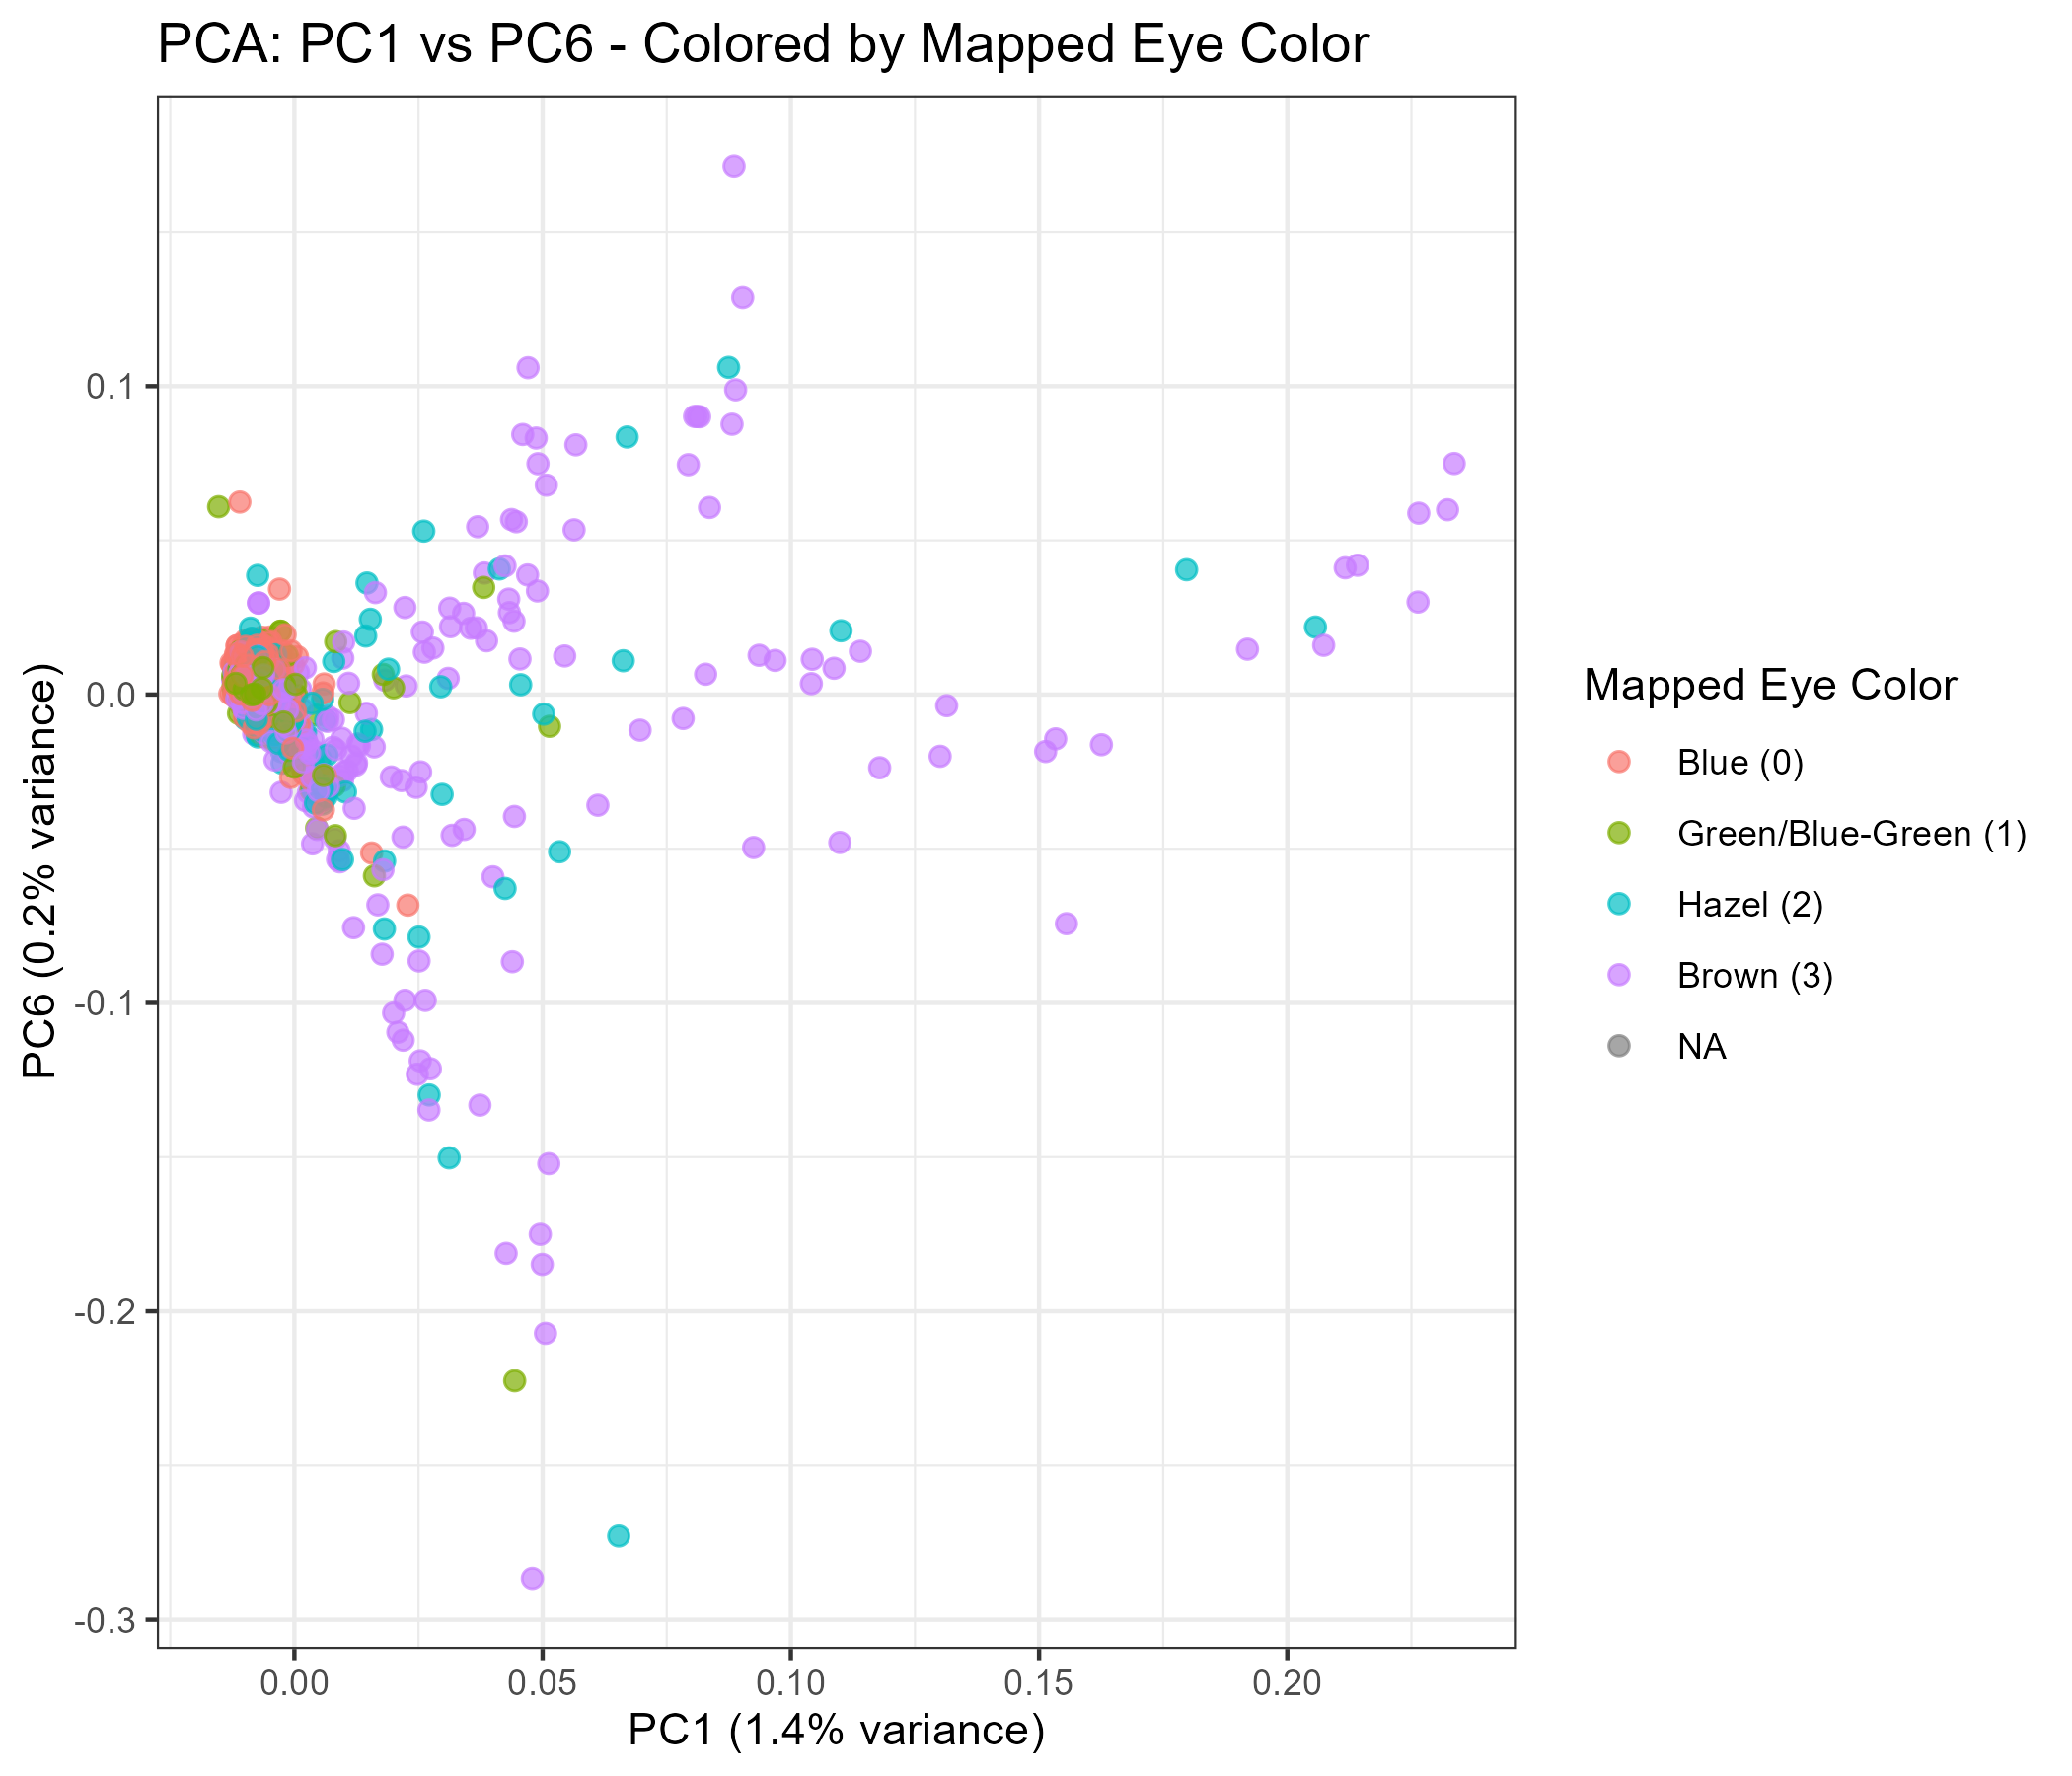 PCA: PC1 vs PC6 - Colored by Mapped Eye Color
PC6 (0.2% variance)
0.1
0.0
-0.1
-0.2
-0.3
0.00 0.05 0.10 0.15 0.20
PC1 (1.4% variance)
Mapped Eye Color
Blue (0)
Green/Blue-Green (1)
Hazel (2)
Brown (3)
NA